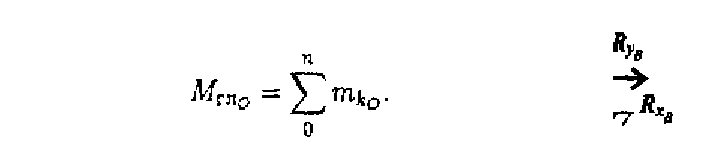 M_{гл_O} = \sum_{0}^{n} m_{k_O}.
R_{y_B}
R_{x_B}